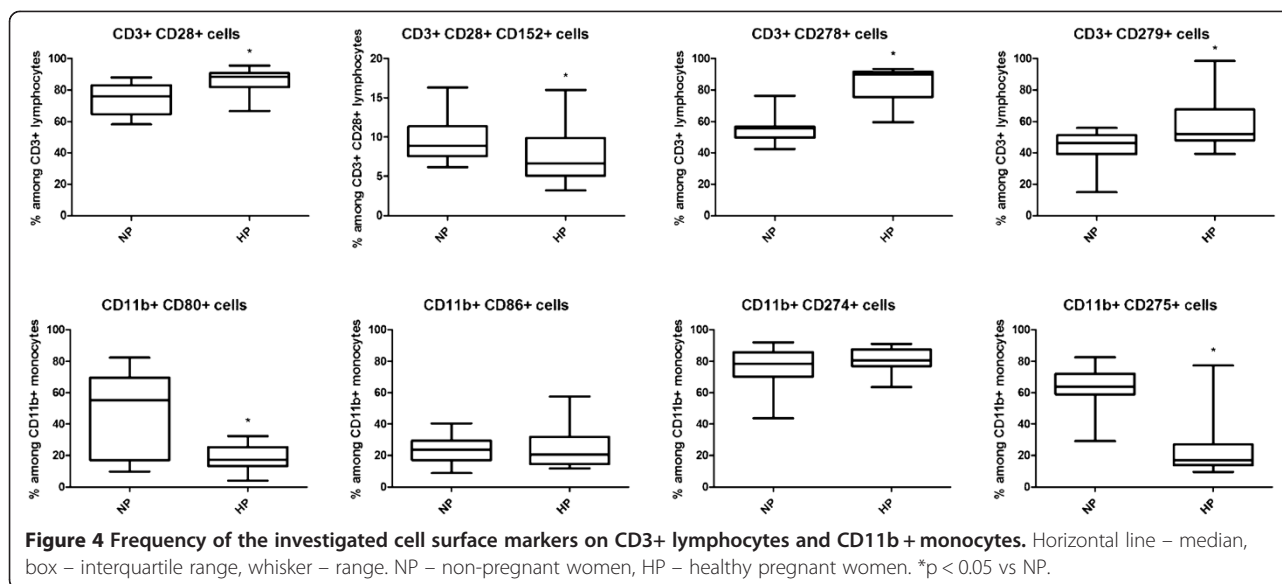 CD3+ CD28+ cells
% among CD3+ lymphocytes
100
80
60
40
20
0
*
NP
HP
CD3+ CD28+ CD152+ cells
% among CD3+ CD28+ lymphocytes
20
15
10
5
0
*
NP
HP
CD3+ CD278+ cells
% among CD3+ lymphocytes
100
80
60
40
20
0
*
NP
HP
CD3+ CD279+ cells
% among CD3+ lymphocytes
100
80
60
40
20
0
*
NP
HP
CD11b+ CD80+ cells
% among CD11b+ monocytes
100
80
60
40
20
0
*
NP
HP
CD11b+ CD86+ cells
% among CD11b+ monocytes
100
80
60
40
20
0
NP
HP
CD11b+ CD274+ cells
% among CD11b+ monocytes
100
80
60
40
20
0
NP
HP
CD11b+ CD275+ cells
% among CD11b+ monocytes
100
80
60
40
20
0
*
NP
HP
Figure 4 Frequency of the investigated cell surface markers on CD3+ lymphocytes and CD11b + monocytes. Horizontal line – median,
box – interquartile range, whisker – range. NP – non-pregnant women, HP – healthy pregnant women. *p < 0.05 vs NP.